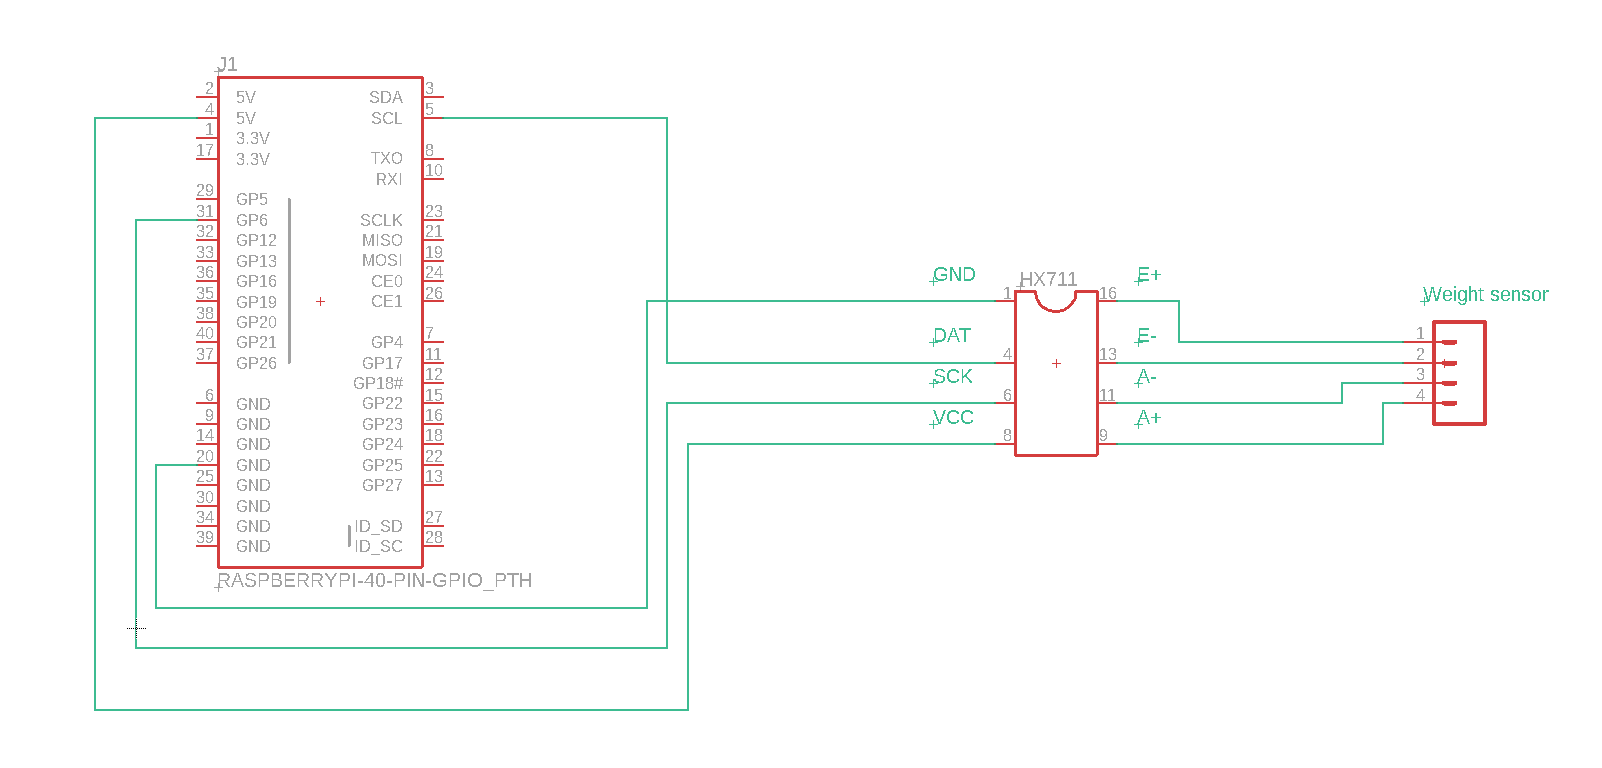 J1
2 5V SDA 3
4 5V SCL 5
1 3.3V
17 3.3V TXO 8
RXI 10
29 GP5
31 GP6 SCLK 23
32 GP12 MISO 21
33 GP13 MOSI 19
36 GP16 CE0 24
35 GP19 CE1 26
38 GP20
40 GP21 GP4 7
37 GP26 GP17 11
GP18# 12
6 GND GP22 15
9 GND GP23 16
14 GND GP24 18
20 GND GP25 22
25 GND GP27 13
30 GND
34 GND ID_SD 27
39 GND ID_SC 28
RASPBERRYPI-40-PIN-GPIO_PTH
GND HX711 E+
1 16
DAT E-
4 13
SCK A-
6 11
VCC A+
8 9
Weight sensor
1
2
3
4